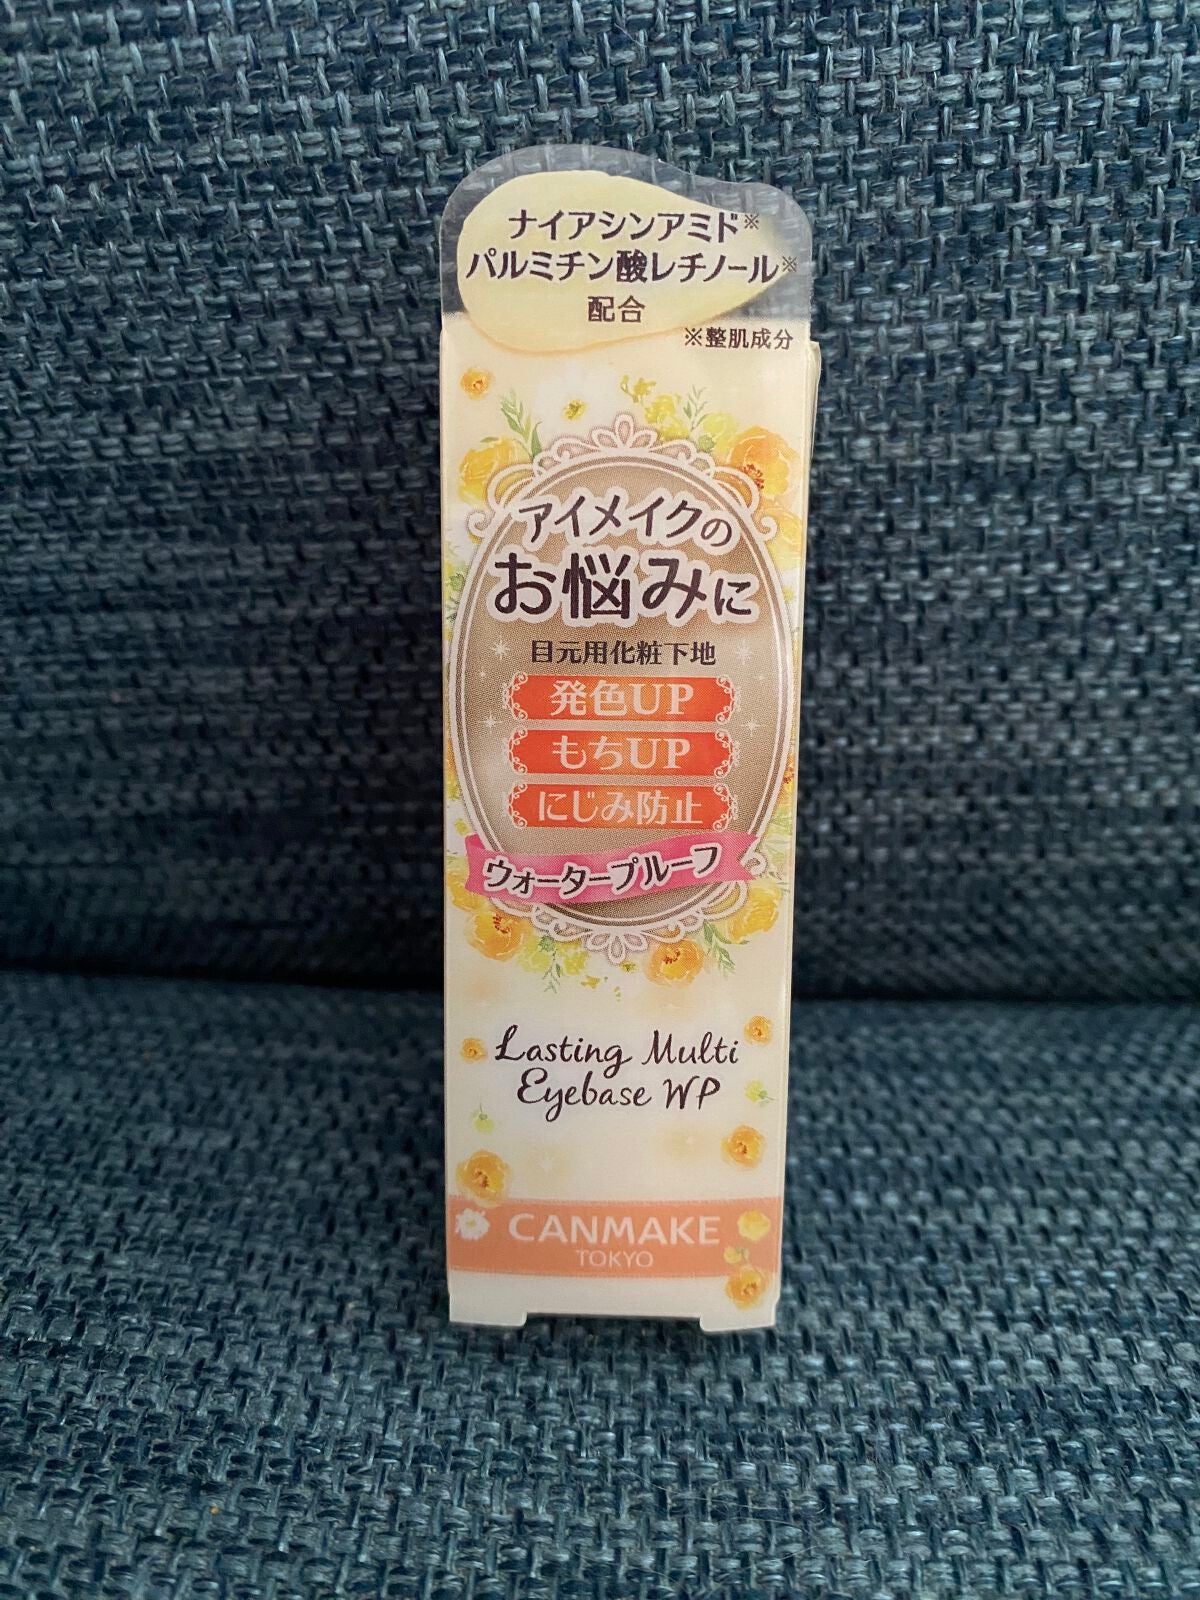 ナイアシンアミド※
パルミチン酸レチノール※
配合
※整肌成分
アイメイクの
お悩みに
目元用化粧下地
発色UP
もちUP
にじみ防止
ウォータープルーフ
Lasting Multi
Eyebase WP
CANMAKE
TOKYO